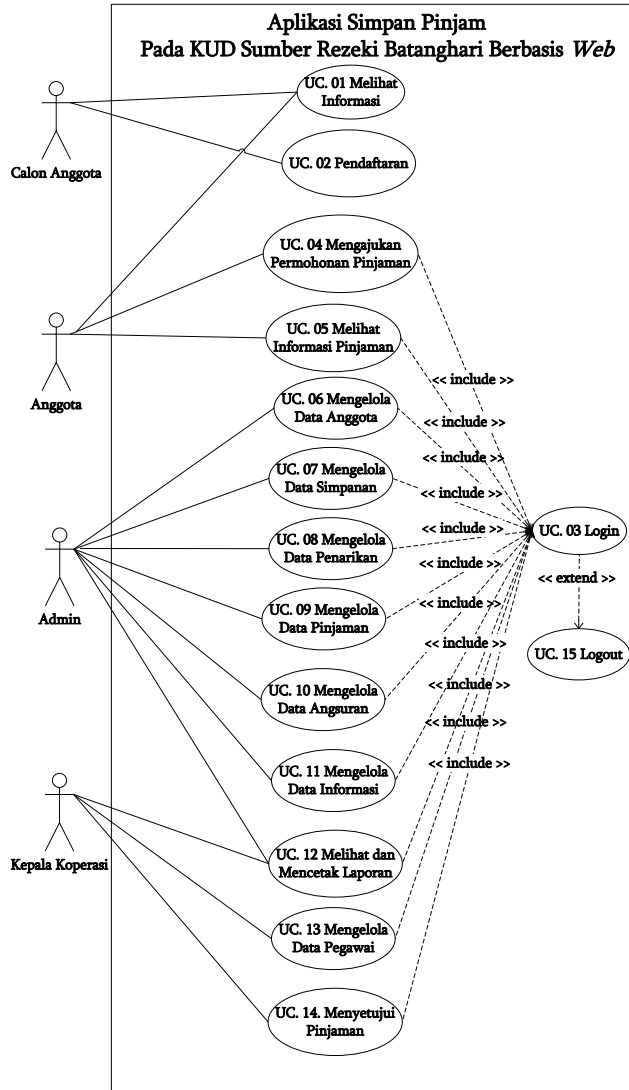 Aplikasi Simpan Pinjam
Pada KUD Sumber Rezeki Batanghari Berbasis Web
UC. 01 Melihat
Informasi
Calon Anggota
UC. 02 Pendaftaran
UC. 04 Mengajukan
Permohonan Pinjaman
UC. 05 Melihat
Informasi Pinjaman
Anggota
<< include >>
UC. 06 Mengelola
Data Anggota
<< include >>
<< include >>
UC. 07 Mengelola
Data Simpanan
<< include >>
UC. 03 Login
UC. 08 Mengelola
Data Penarikan
<< include >>
<< extend >>
Admin
UC. 09 Mengelola
Data Pinjaman
<< include >>
UC. 15 Logout
UC. 10 Mengelola
Data Angsuran
<< include >>
<< include >>
UC. 11 Mengelola
Data Informasi
<< include >>
Kepala Koperasi
UC. 12 Melihat dan
Mencetak Laporan
UC. 13 Mengelola
Data Pegawai
UC. 14. Menyetujui
Pinjaman